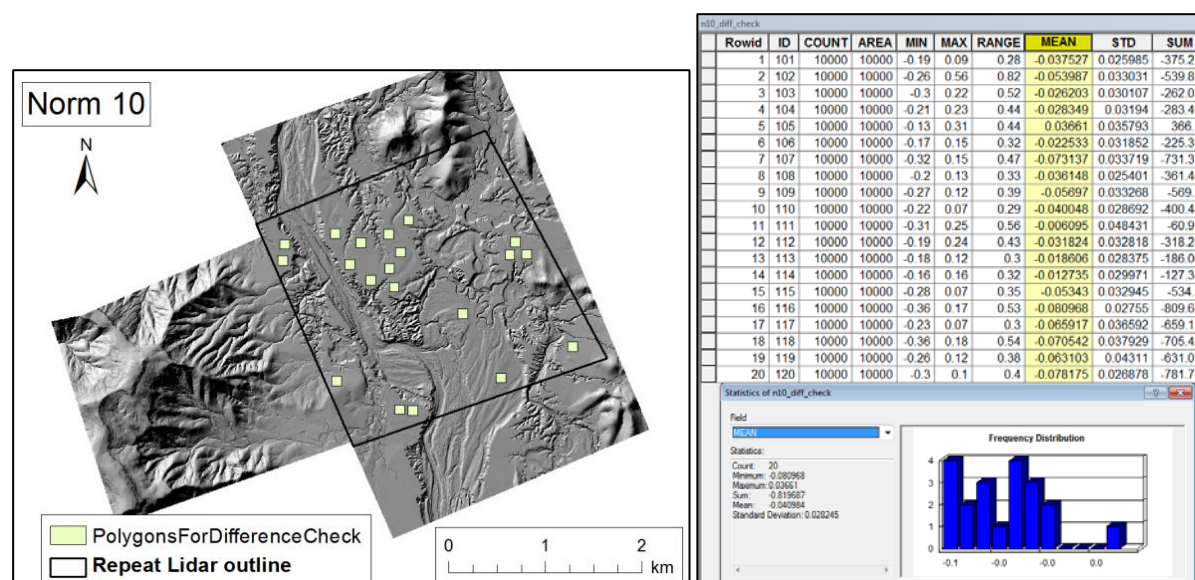 Norm 10
N
PolygonsForDifferenceCheck
Repeat Lidar outline
0 1 2
km
n10_diff_check
Rowid ID COUNT AREA MIN MAX RANGE MEAN STD SUM
1 101 10000 10000 -0.19 0.09 0.28 -0.037527 0.025985 -375.2
2 102 10000 10000 -0.26 0.56 0.82 -0.053987 0.033031 -539.8
3 103 10000 10000 -0.3 0.22 0.52 -0.026203 0.030107 -262.0
4 104 10000 10000 -0.21 0.23 0.44 -0.028349 0.03194 -283.4
5 105 10000 10000 -0.13 0.31 0.44 0.03661 0.035793 366.
6 106 10000 10000 -0.17 0.15 0.32 -0.022533 0.031852 -225.3
7 107 10000 10000 -0.32 0.15 0.47 -0.073137 0.033719 -731.3
8 108 10000 10000 -0.2 0.13 0.33 -0.036148 0.025401 -361.4
9 109 10000 10000 -0.27 0.12 0.39 -0.05697 0.033268 -569.
10 110 10000 10000 -0.22 0.07 0.29 -0.040048 0.028692 -400.4
11 111 10000 10000 -0.31 0.25 0.56 -0.006095 0.048431 -60.9
12 112 10000 10000 -0.19 0.24 0.43 -0.031824 0.032818 -318.2
13 113 10000 10000 -0.18 0.12 0.3 -0.018606 0.028375 -186.0
14 114 10000 10000 -0.16 0.16 0.32 -0.012735 0.029971 -127.3
15 115 10000 10000 -0.28 0.07 0.35 -0.05343 0.032945 -534.
16 116 10000 10000 -0.36 0.17 0.53 -0.080968 0.02755 -809.6
17 117 10000 10000 -0.23 0.07 0.3 -0.065917 0.036592 -659.1
18 118 10000 10000 -0.36 0.18 0.54 -0.070542 0.037929 -705.4
19 119 10000 10000 -0.26 0.12 0.38 -0.063103 0.04311 -631.0
20 120 10000 10000 -0.3 0.1 0.4 -0.078175 0.026878 -781.7
Statistics of n10_diff_check
Field
MEAN
Statistics:
Count: 20
Minimum: -0.080968
Maximum: 0.03661
Sum: -0.819687
Mean: -0.040984
Standard Deviation: 0.028245
Frequency Distribution
4
3
2
1
0
-0.1 -0.0 -0.0 0.0